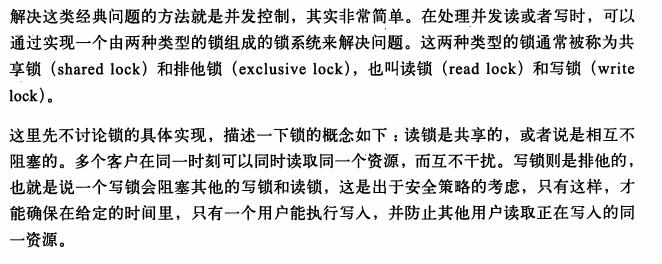 解决这类经典问题的方法就是并发控制，其实非常简单。在处理并发读或者写时，可以
通过实现一个由两种类型的锁组成的锁系统来解决问题。这两种类型的锁通常被称为共
享锁（shared lock）和排他锁（exclusive lock），也叫读锁（read lock）和写锁（write
lock）。
这里先不讨论锁的具体实现，描述一下锁的概念如下：读锁是共享的，或者说是相互不
阻塞的。多个客户在同一时刻可以同时读取同一个资源，而互不干扰。写锁则是排他的，
也就是说一个写锁会阻塞其他的写锁和读锁，这是出于安全策略的考虑，只有这样，才
能确保在给定的时间里，只有一个用户能执行写入，并防止其他用户读取正在写入的同
一资源。